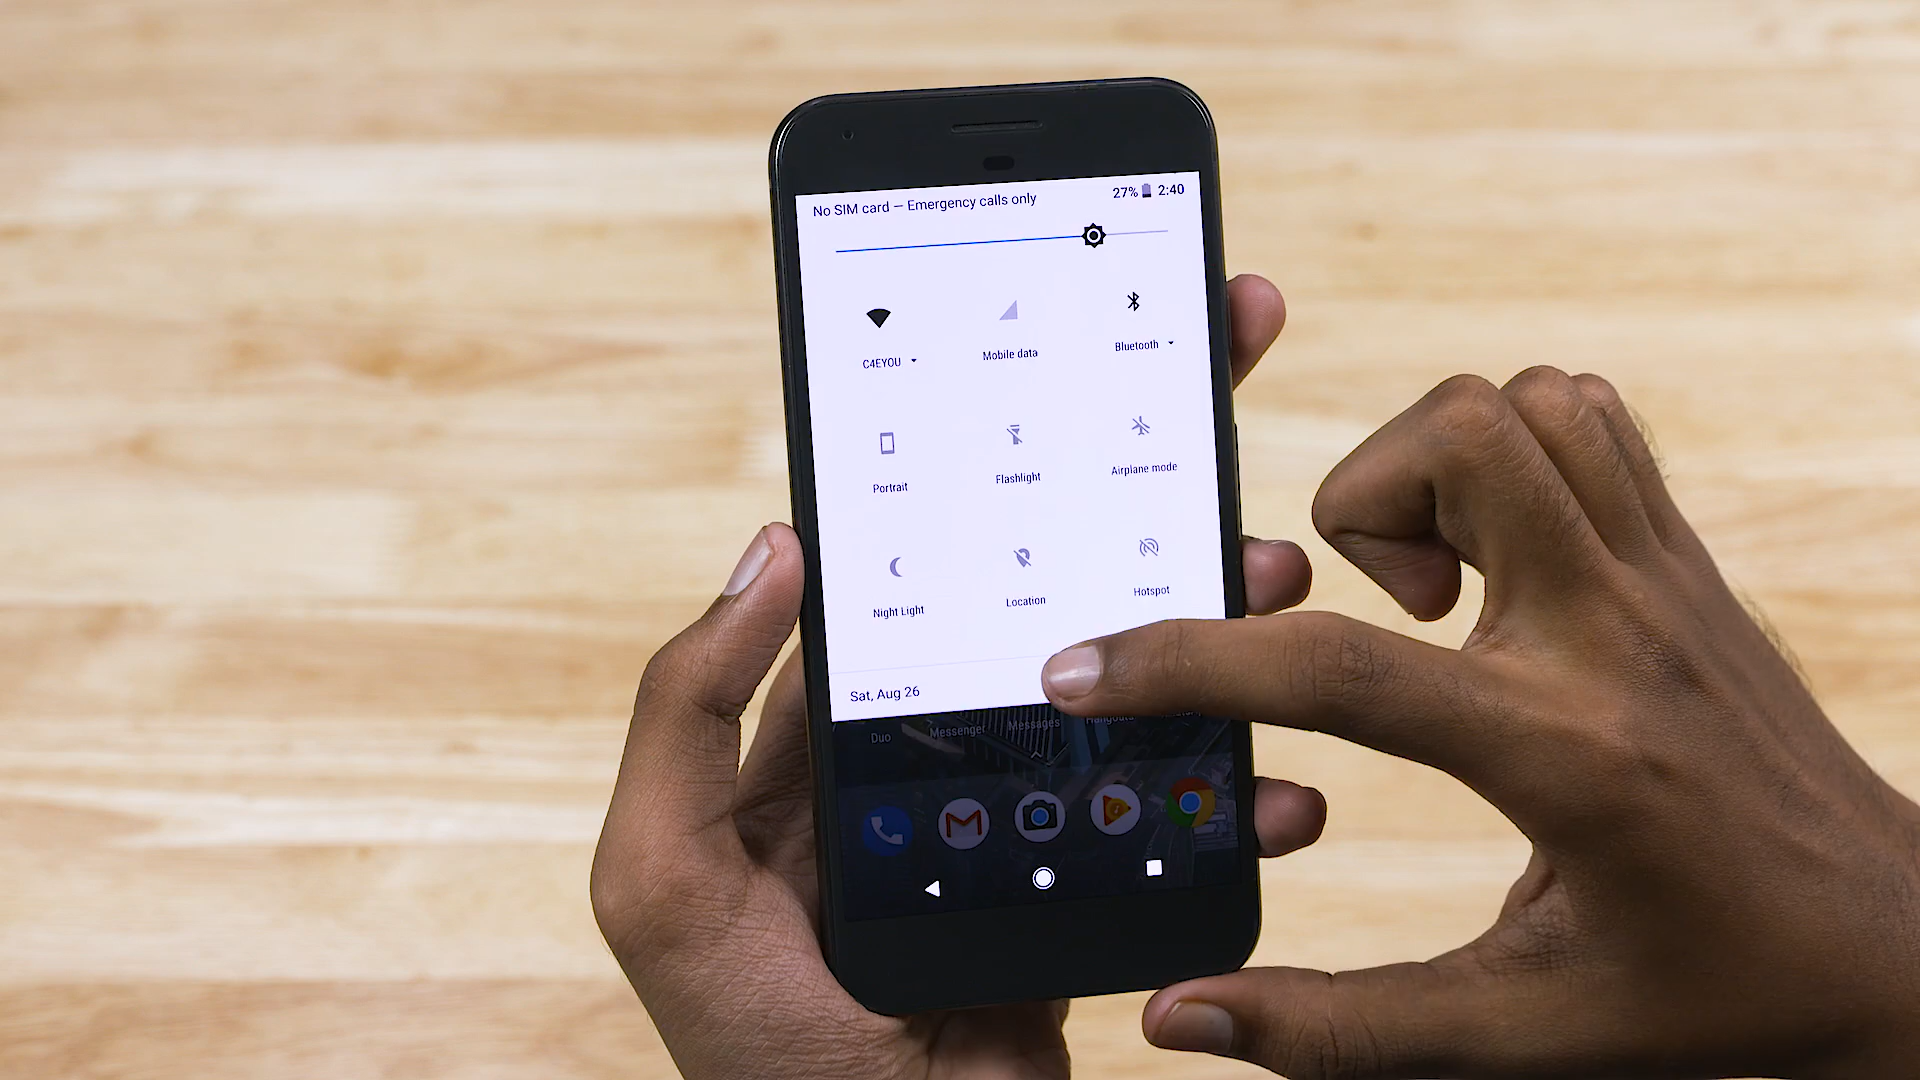 No SIM card — Emergency calls only
27% 2:40
C4EYOU
Mobile data
Bluetooth
Portrait
Flashlight
Airplane mode
Night Light
Location
Hotspot
Sat, Aug 26
Duo
Messenger
Messages
Hangouts